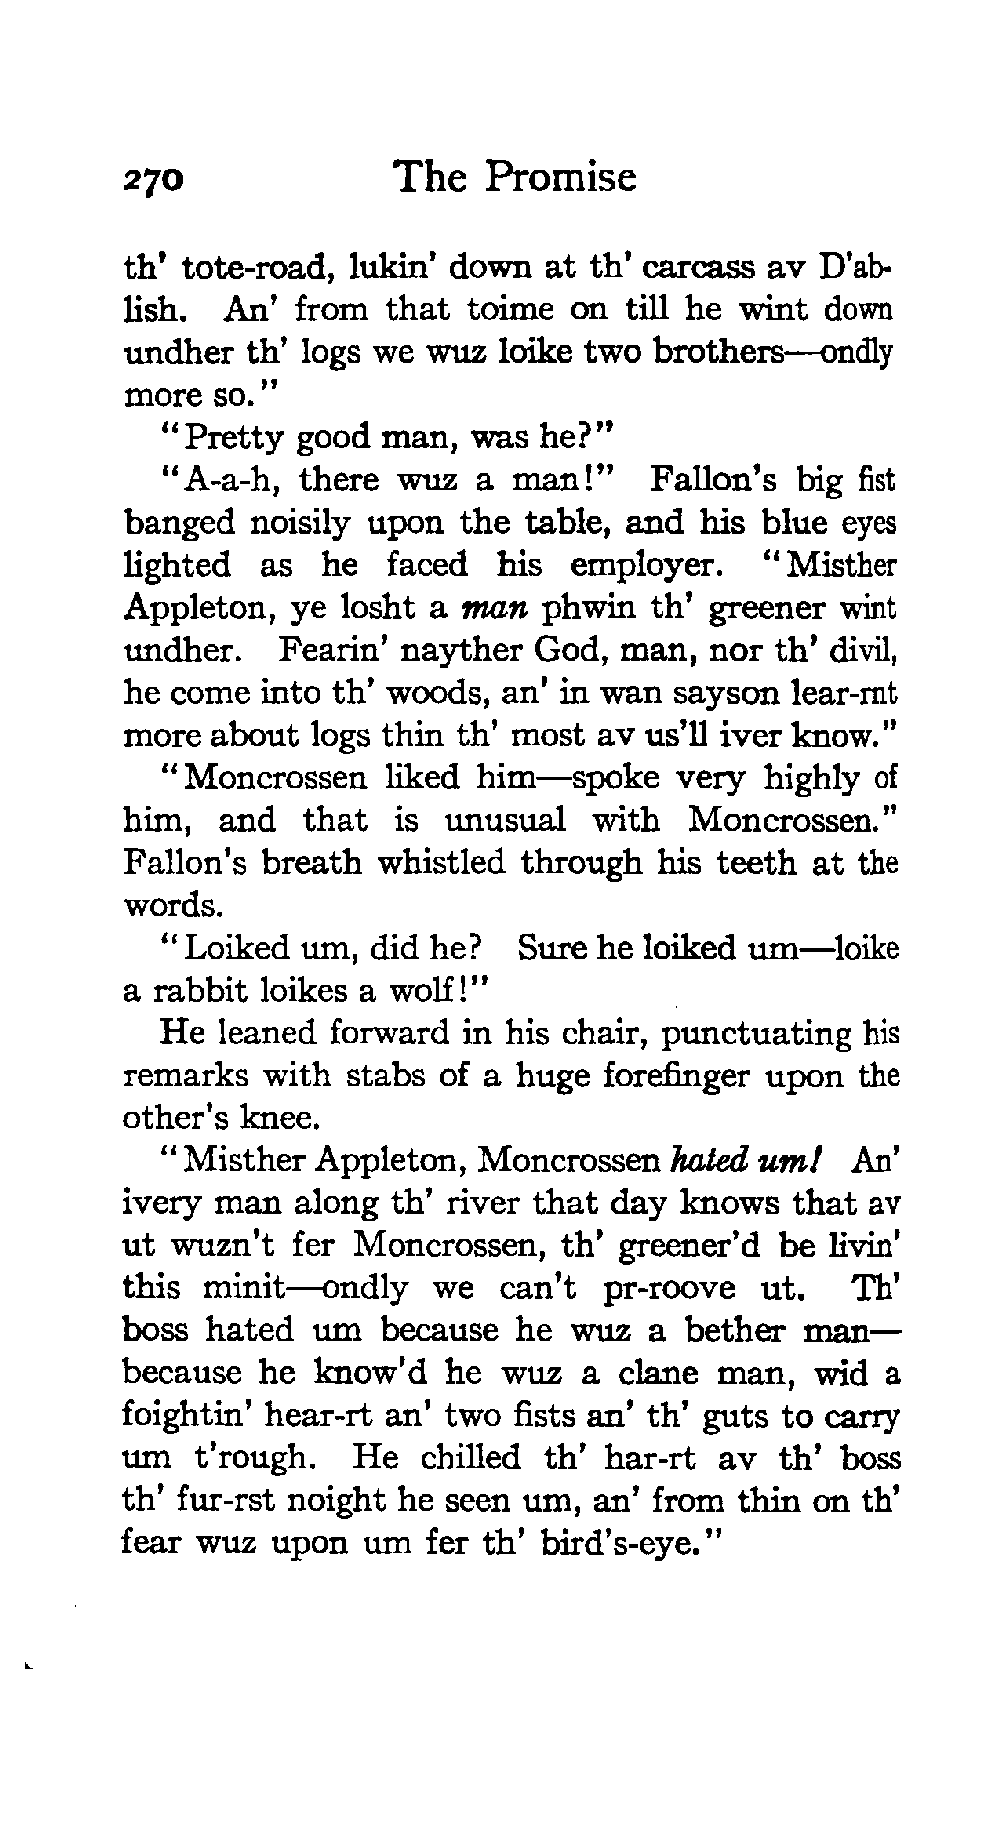 270 The Promise
th' tote-road, lukin' down at th' carcass av D'ab-
lish. An' from that toime on till he wint down
undher th' logs we wuz loike two brothers—ondly
more so."
"Pretty good man, was he?"
"A-a-h, there wuz a man!" Fallon's big fist
banged noisily upon the table, and his blue eyes
lighted as he faced his employer. "Misther
Appleton, ye losht a man phwin th' greener wint
undher. Fearin' nayther God, man, nor th' divil,
he come into th' woods, an' in wan sayson lear-rnt
more about logs thin th' most av us'll iver know."
"Moncrossen liked him—spoke very highly of
him, and that is unusual with Moncrossen."
Fallon's breath whistled through his teeth at the
words.
"Loiked um, did he? Sure he loiked um—loike
a rabbit loikes a wolf!"
He leaned forward in his chair, punctuating his
remarks with stabs of a huge forefinger upon the
other's knee.
"Misther Appleton, Moncrossen hated um! An'
ivery man along th' river that day knows that av
ut wuzn't fer Moncrossen, th' greener'd be livin'
this minit—ondly we can't pr-roove ut. Th'
boss hated um because he wuz a bether man—
because he know'd he wuz a clane man, wid a
foightin' hear-rt an' two fists an' th' guts to carry
um t'rough. He chilled th' har-rt av th' boss
th' fur-rst noight he seen um, an' from thin on th'
fear wuz upon um fer th' bird's-eye."